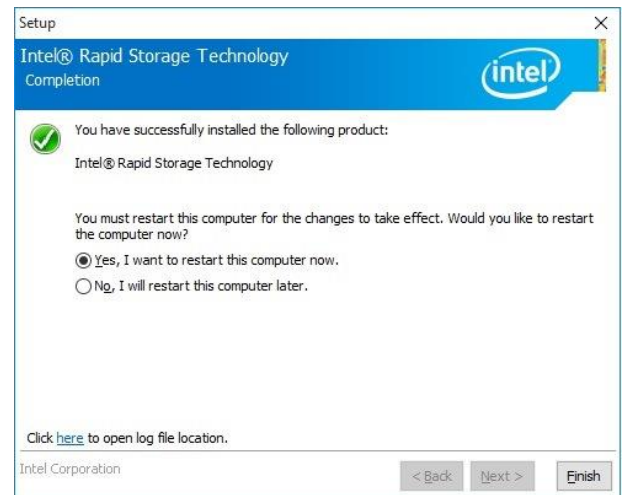 Setup
Intel® Rapid Storage Technology
Completion
intel
You have successfully installed the following product:
Intel® Rapid Storage Technology
You must restart this computer for the changes to take effect. Would you like to restart
the computer now?
Yes, I want to restart this computer now.
No, I will restart this computer later.
Click here to open log file location.
Intel Corporation
< Back Next > Finish